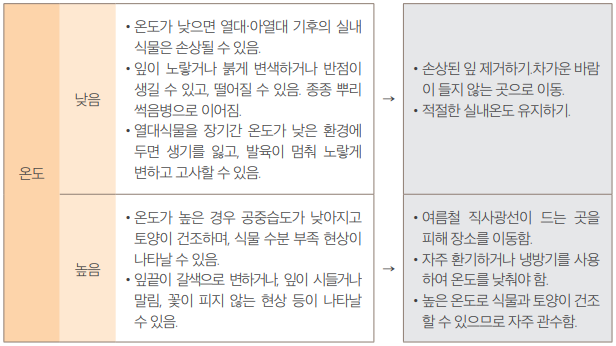 온도
낮음
• 온도가 낮으면 열대·아열대 기후의 실내
식물은 손상될 수 있음.
• 잎이 노랗거나 붉게 변색하거나 반점이
생길 수 있고, 떨어질 수 있음. 종종 뿌리
썩음병으로 이어짐.
• 열대식물을 장기간 온도가 낮은 환경에
두면 생기를 잃고, 발육이 멈춰 노랗게
변하고 고사할 수 있음.
→
• 손상된 잎 제거하기.차가운 바람
이 들지 않는 곳으로 이동.
• 적절한 실내온도 유지하기.
높음
• 온도가 높은 경우 공중습도가 낮아지고
토양이 건조하며, 식물 수분 부족 현상이
나타날 수 있음.
• 잎끝이 갈색으로 변하거나, 잎이 시들거나
말림, 꽃이 피지 않는 현상 등이 나타날
수 있음.
→
• 여름철 직사광선이 드는 곳을
피해 장소를 이동함.
• 자주 환기하거나 냉방기를 사용
하여 온도를 낮춰야 함.
• 높은 온도로 식물과 토양이 건조
할 수 있으므로 자주 관수함.